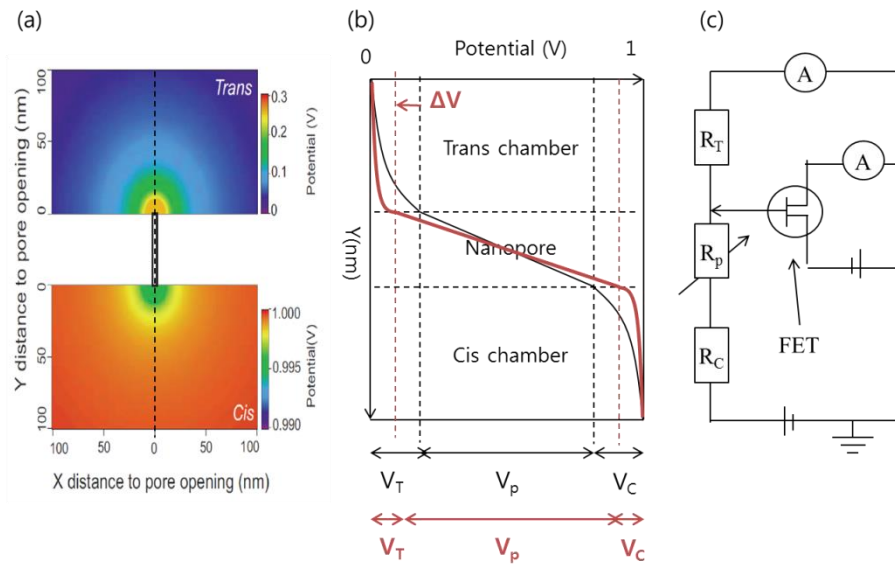 (a)
Y distance to pore opening (nm)
100
50
0
0
50
100
Trans
0.3
0.2
0.1
0
Potential (V)
Cis
1.000
0.995
0.990
Potential(V)
100 50 0 50 100
X distance to pore opening (nm)
(b)
0 Potential (V) 1
ΔV
Trans chamber
Nanopore
Y(nm)
Cis chamber
V_T V_p V_C
V_T V_p V_C
(c)
A
R_T
A
R_p
FET
R_C